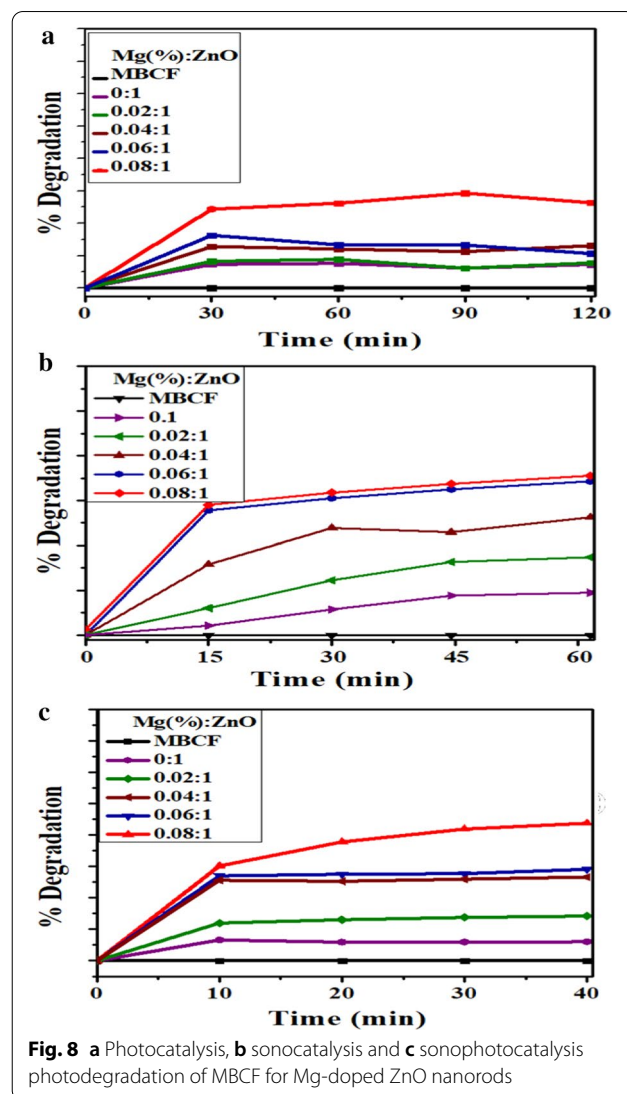 a
Mg(%):ZnO
MBCF
0:1
0.02:1
0.04:1
0.06:1
0.08:1
% Degradation
0 30 60 90 120
Time (min)
b
Mg(%):ZnO
MBCF
0.1
0.02:1
0.04:1
0.06:1
0.08:1
% Degradation
0 15 30 45 60
Time (min)
c
Mg(%):ZnO
MBCF
0:1
0.02:1
0.04:1
0.06:1
0.08:1
% Degradation
0 10 20 30 40
Time (min)
Fig. 8 a Photocatalysis, b sonocatalysis and c sonophotocatalysis
photodegradation of MBCF for Mg-doped ZnO nanorods